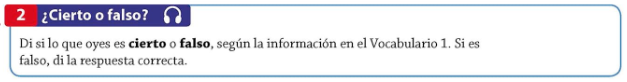 2 ¿Cierto o falso?
Di si lo que oyes es cierto o falso, según la información en el Vocabulario 1. Si es
falso, di la respuesta correcta.